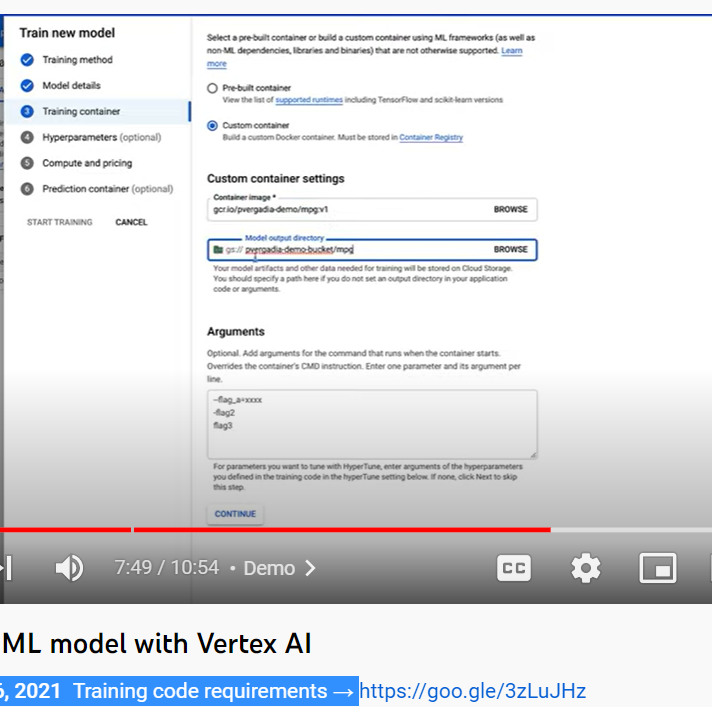 Train new model
Training method
Model details
3 Training container
4 Hyperparameters (optional)
5 Compute and pricing
6 Prediction container (optional)
START TRAINING CANCEL
Select a pre-built container or build a custom container using ML frameworks (as well as
non-ML dependencies, libraries and binaries) that are not otherwise supported. Learn
more
Pre-built container
View the list of supported runtimes including TensorFlow and scikit-learn versions
Custom container
Build a custom Docker container. Must be stored in Container Registry
Custom container settings
Container image *
gcr.io/pvergadia-demo/mpg:v1 BROWSE
Model output directory
gs:// pvergadia-demo-bucket/mpg BROWSE
Your model artifacts and other data needed for training will be stored on Cloud Storage.
You should specify a path here if you do not set an output directory in your application
code or arguments.
Arguments
Optional. Add arguments for the command that runs when the container starts.
Overrides the container's CMD instruction. Enter one parameter and its argument per
line.
--flag_a=xxxx
-flag2
flag3
For parameters you want to tune with HyperTune, enter arguments of the hyperparameters
you defined in the training code in the hyperTune setting below. If none, click Next to skip
this step.
CONTINUE
7:49 / 10:54 • Demo
CC
ML model with Vertex AI
6, 2021 Training code requirements → https://goo.gle/3zLuJHz